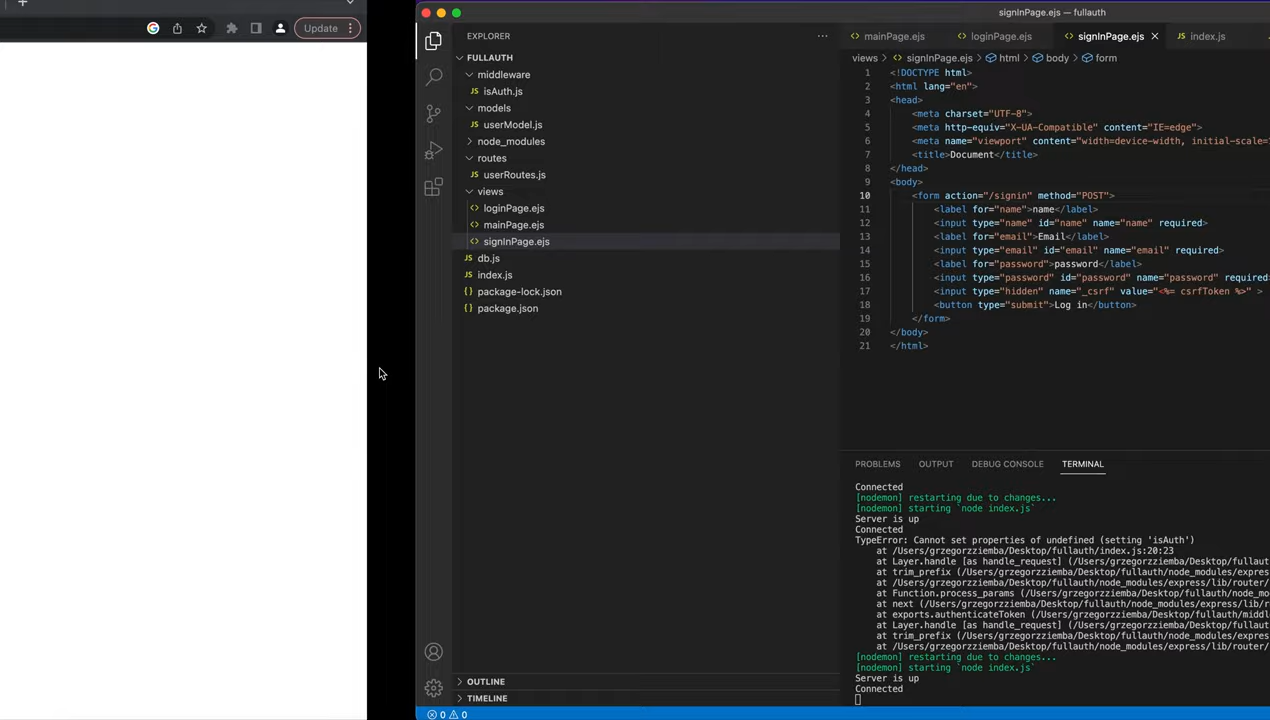 Update
signInPage.ejs — fullauth
EXPLORER
FULLAUTH
middleware
isAuth.js
models
userModel.js
node_modules
routes
userRoutes.js
views
loginPage.ejs
mainPage.ejs
signInPage.ejs
db.js
index.js
package-lock.json
package.json
OUTLINE
TIMELINE
0 0
mainPage.ejs loginPage.ejs signInPage.ejs index.js
views > signInPage.ejs > html > body > form
1 <!DOCTYPE html>
2 <html lang="en">
3 <head>
4 <meta charset="UTF-8">
5 <meta http-equiv="X-UA-Compatible" content="IE=edge">
6 <meta name="viewport" content="width=device-width, initial-scale=
7 <title>Document</title>
8 </head>
9 <body>
10 <form action="/signin" method="POST">
11 <label for="name">name</label>
12 <input type="name" id="name" name="name" required>
13 <label for="email">Email</label>
14 <input type="email" id="email" name="email" required>
15 <label for="password">password</label>
16 <input type="password" id="password" name="password" required
17 <input type="hidden" name="_csrf" value="<%= csrfToken %>" >
18 <button type="submit">Log in</button>
19 </form>
20 </body>
21 </html>
PROBLEMS OUTPUT DEBUG CONSOLE TERMINAL
Connected
[nodemon] restarting due to changes...
[nodemon] starting `node index.js`
Server is up
Connected
TypeError: Cannot set properties of undefined (setting 'isAuth')
at /Users/grzegorzziemba/Desktop/fullauth/index.js:20:23
at Layer.handle [as handle_request] (/Users/grzegorzziemba/Desktop/fullaut
at trim_prefix (/Users/grzegorzziemba/Desktop/fullauth/node_modules/expres
at /Users/grzegorzziemba/Desktop/fullauth/node_modules/express/lib/router/
at Function.process_params (/Users/grzegorzziemba/Desktop/fullauth/node_mo
at next (/Users/grzegorzziemba/Desktop/fullauth/node_modules/express/lib/r
at exports.authenticateToken (/Users/grzegorzziemba/Desktop/fullauth/middl
at Layer.handle [as handle_request] (/Users/grzegorzziemba/Desktop/fullaut
at trim_prefix (/Users/grzegorzziemba/Desktop/fullauth/node_modules/expres
at /Users/grzegorzziemba/Desktop/fullauth/node_modules/express/lib/router/
[nodemon] restarting due to changes...
[nodemon] starting `node index.js`
Server is up
Connected